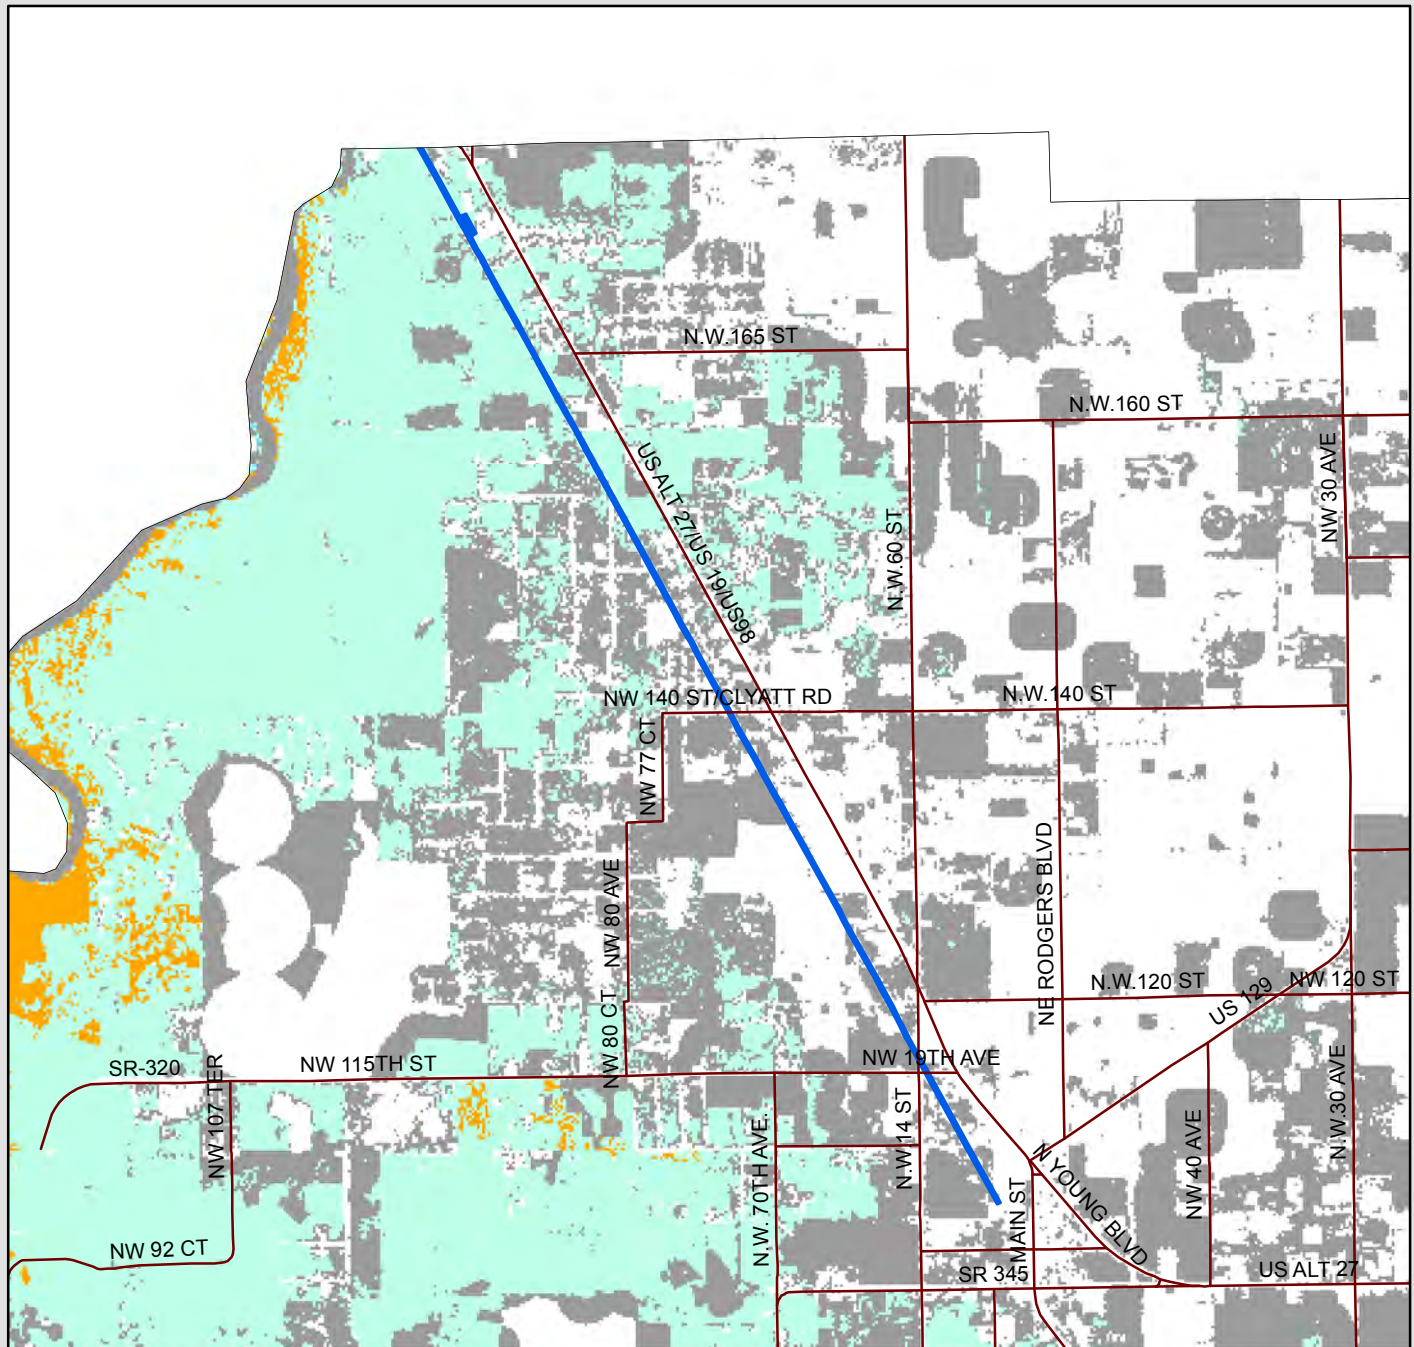 N.W.165 ST
N.W.160 ST
NW 30 AVE
US ALT 27/US 19/US98
N.W.60 ST
NW 140 ST/CLYATT RD
N.W.140 ST
NW 77 CT
NE RODGERS BLVD
NW 80 AVE
N.W.120 ST
NW 120 ST
US 129
NW 80 CT
NW 19TH AVE
SR-320
NW 115TH ST
NW 107 TER
N.W.14 ST
N.W. 70TH AVE.
N.W.30 AVE
NW 40 AVE
N YOUNG BLVD
MAIN ST
NW 92 CT
SR 345
US ALT 27